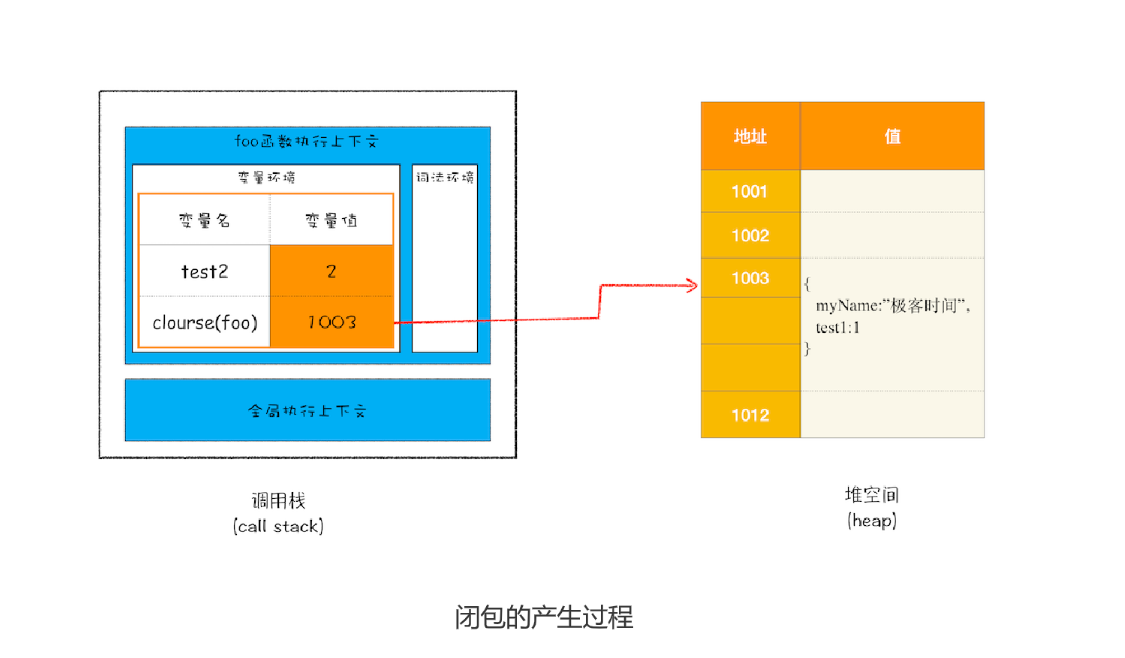 foo函数执行上下文
变量环境
词法环境
变量名 变量值
test2 2
clourse(foo) 1003
全局执行上下文
调用栈
(call stack)
地址 值
1001
1002
1003
{
myName:”极客时间”,
test1:1
}
1012
堆空间
(heap)
闭包的产生过程